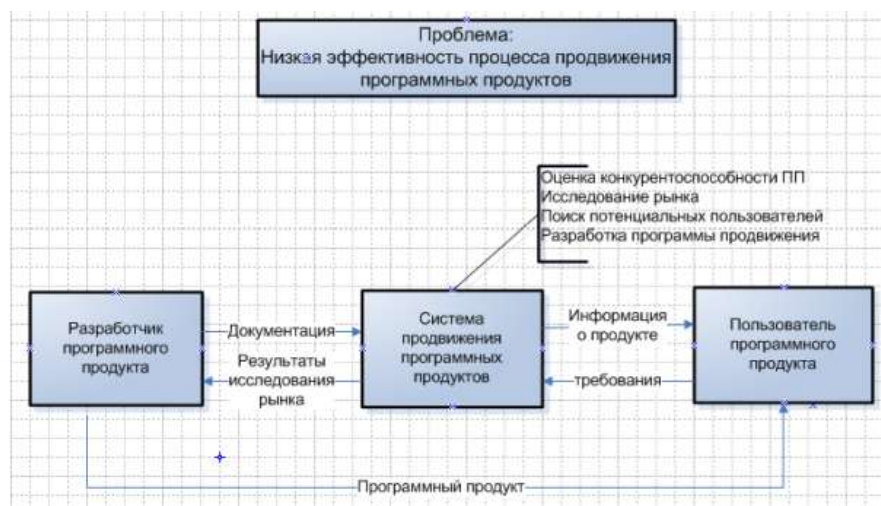 Проблема:
Низкая эффективность процесса продвижения
программных продуктов
Оценка конкурентоспособности ПП
Исследование рынка
Поиск потенциальных пользователей
Разработка программы продвижения
Разработчик
программного
продукта
Документация
Результаты
исследования
рынка
Система
продвижения
программных
продуктов
Информация
о продукте
требования
Пользователь
программного
продукта
Программный продукт